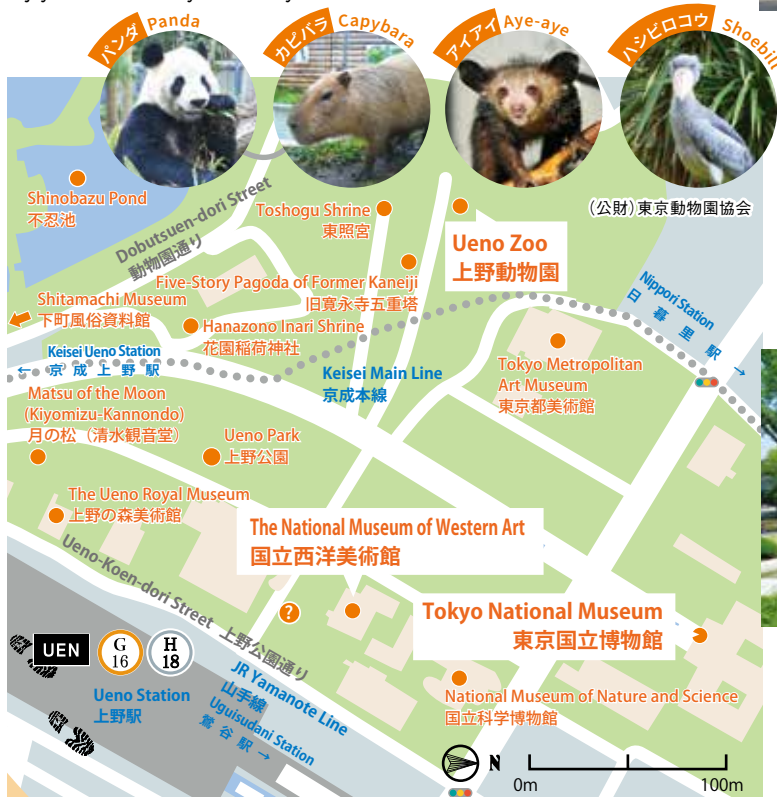 パンダ Panda
カピバラ Capybara
アイアイ Aye-aye
ハシビロコウ Shoebill
(公財)東京動物園協会
Shinobazu Pond
不忍池
Dobutsuen-dori Street
動物園通り
Toshogu Shrine
東照宮
Ueno Zoo
上野動物園
Five-Story Pagoda of Former Kaneiji
旧寛永寺五重塔
Shitamachi Museum
下町風俗資料館
Hanazono Inari Shrine
花園稲荷神社
Nippori Station
日暮里駅 →
Keisei Ueno Station
← 京成上野駅
Keisei Main Line
京成本線
Tokyo Metropolitan
Art Museum
東京都美術館
Matsu of the Moon
(Kiyomizu-Kannondo)
月の松(清水観音堂)
Ueno Park
上野公園
The Ueno Royal Museum
上野の森美術館
The National Museum of Western Art
国立西洋美術館
Ueno-Koen-dori Street 上野公園通り
?
Tokyo National Museum
東京国立博物館
UEN
G
16
H
18
Ueno Station
上野駅
JR Yamanote Line
山手線
Uguisudani Station
鶯谷駅 →
National Museum of Nature and Science
国立科学博物館
N
0m 100m